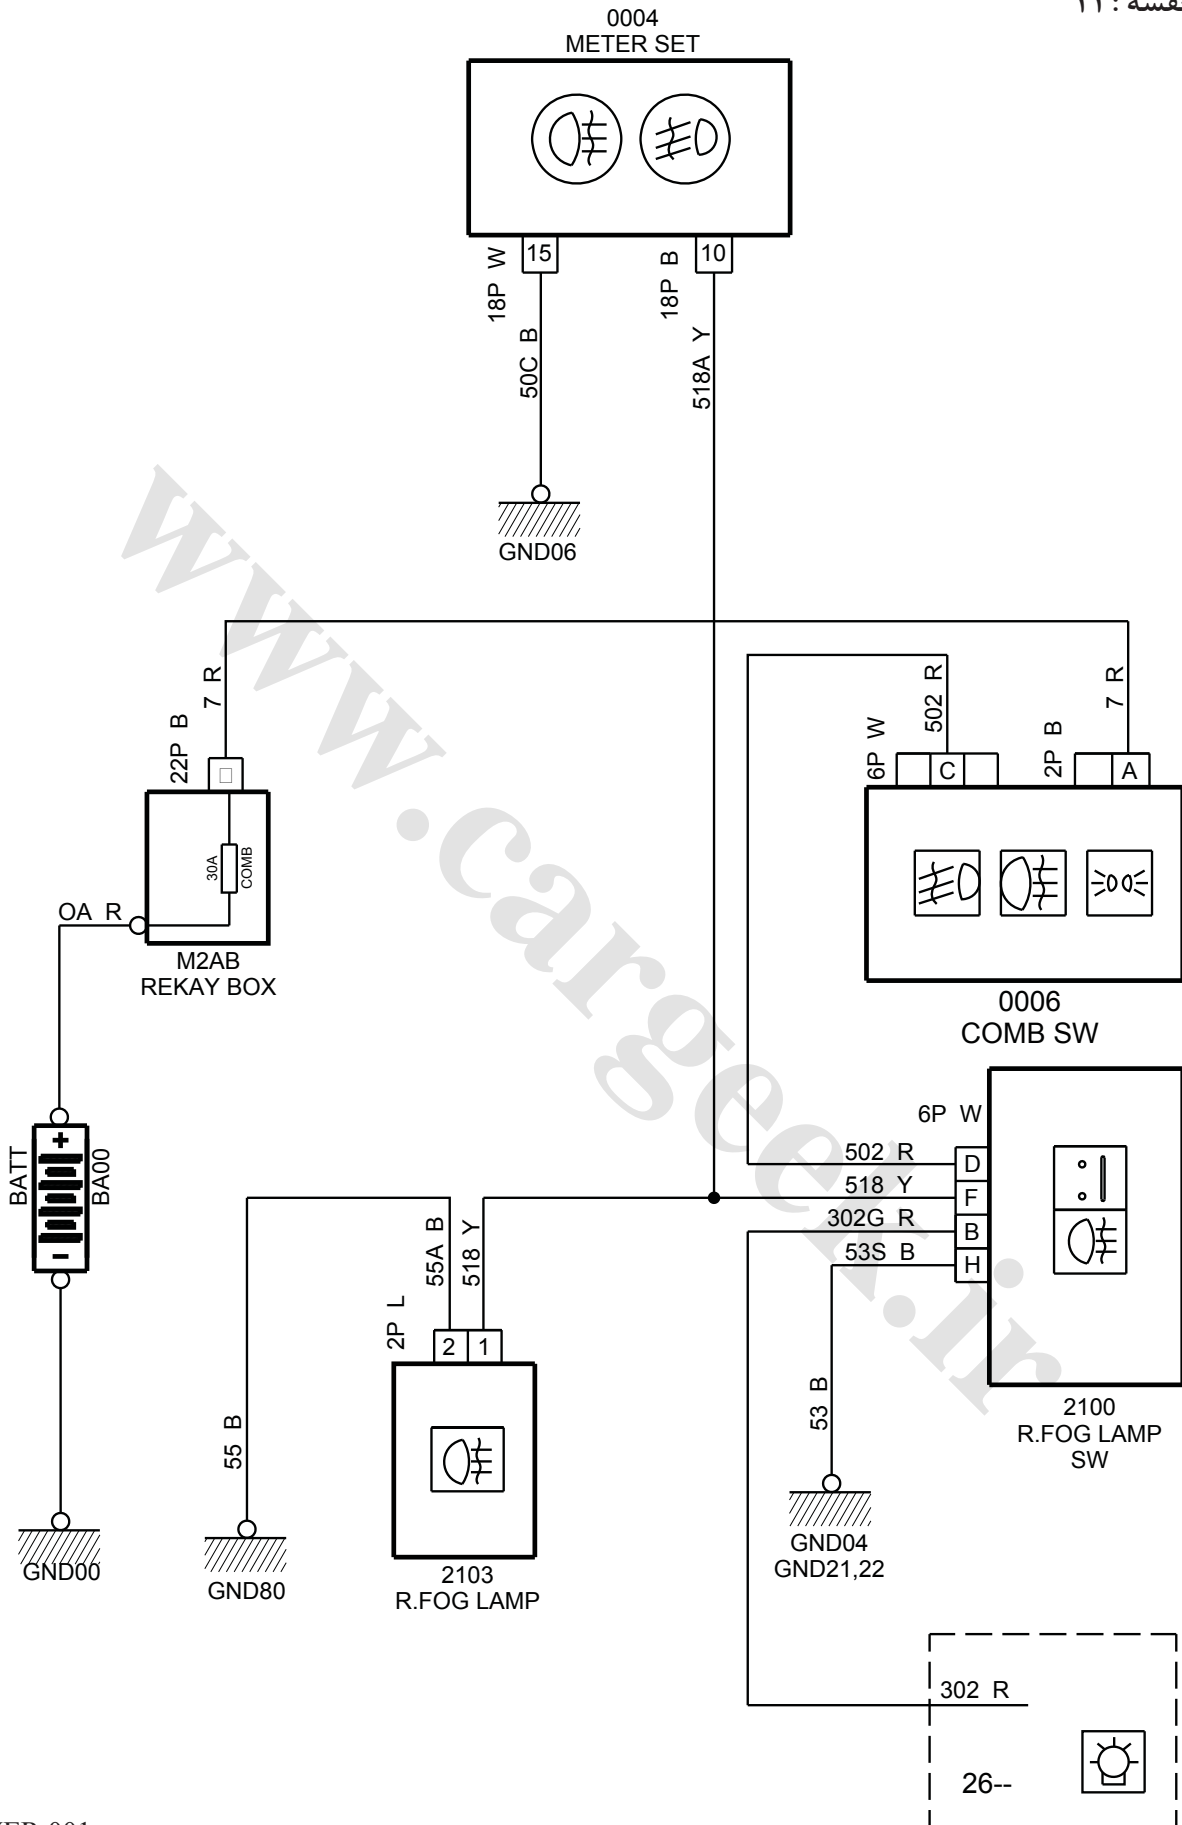 0004
METER SET
15
10
18P W
18P B
50C B
518A Y
GND06
7 R
22P B
30A
COMB
OA R
M2AB
REKAY BOX
502 R
7 R
6P W
2P B
C
A
0006
COMB SW
BATT
BA00
+
-
GND00
6P W
502 R
518 Y
302G R
53S B
D
F
B
H
2100
R.FOG LAMP
SW
55A B
518 Y
2P L
2
1
55 B
GND80
2103
R.FOG LAMP
53 B
GND04
GND21,22
302 R
26--
www.cargeek.ir